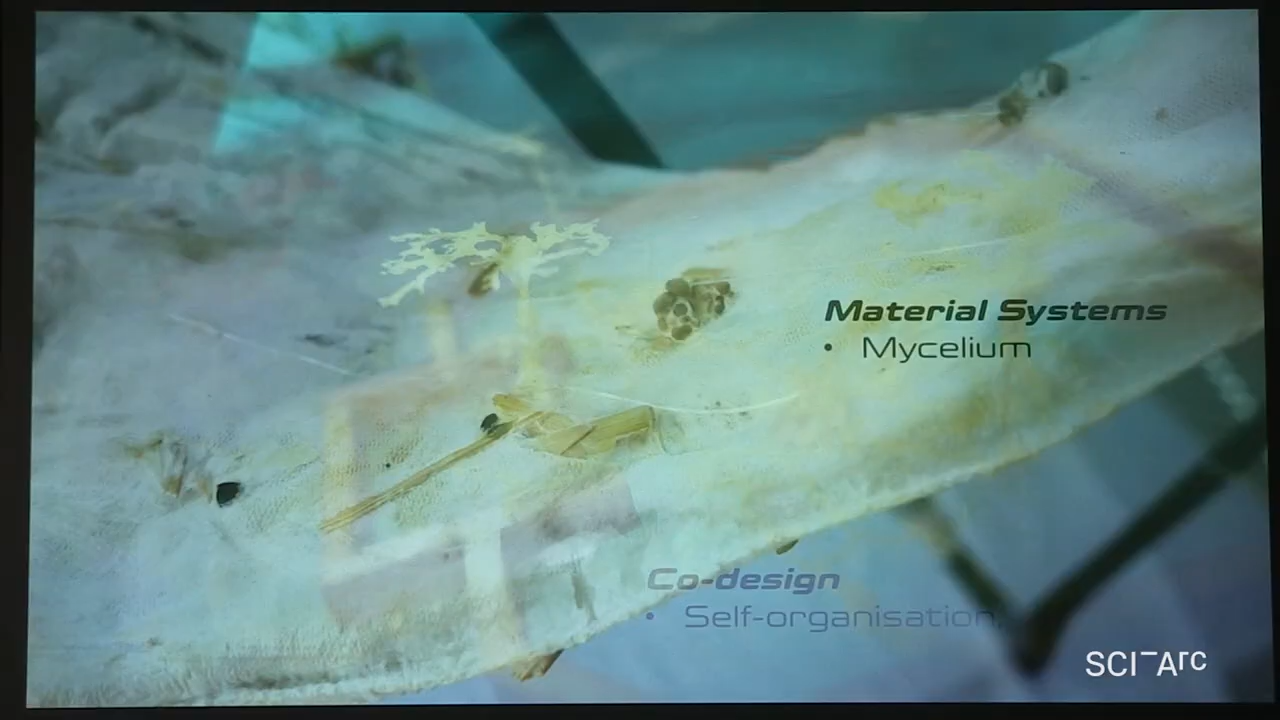 Material Systems
• Mycelium
Co-design
• Self-organisation
SCI-Arc